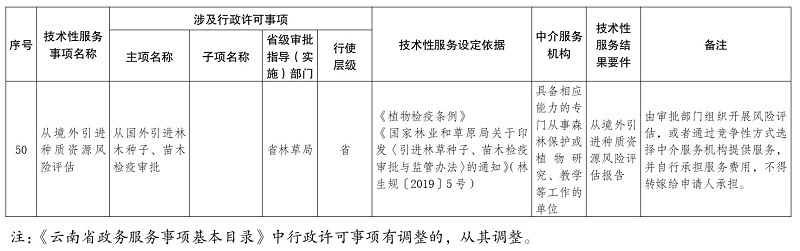 序号
技术性服务
事项名称
涉及行政许可事项
主项名称
子项名称
省级审批
指导（实
施）部门
行使
层级
技术性服务设定依据
中介服务
机构
技术性
服务结
果要件
备注
50
从境外引进
种质资源风
险评估
从国外引进林
木种子、苗木
检疫审批
省林草局
省
《植物检疫条例》
《国家林业和草原局关于印
发〈引进林草种子、苗木检疫
审批与监管办法〉的通知》（林
生规〔2019〕5号）
具备相应
能力的专
门从事森
林保护或
植物研
究、教学
等工作的
单位
从境外引
进种质资
源风险评
估报告
由审批部门组织开展风险评
估，或者通过竞争性方式选
择中介服务机构提供服务，
并自行承担服务费用，不得
转嫁给申请人承担。
注：《云南省政务服务事项基本目录》中行政许可事项有调整的，从其调整。